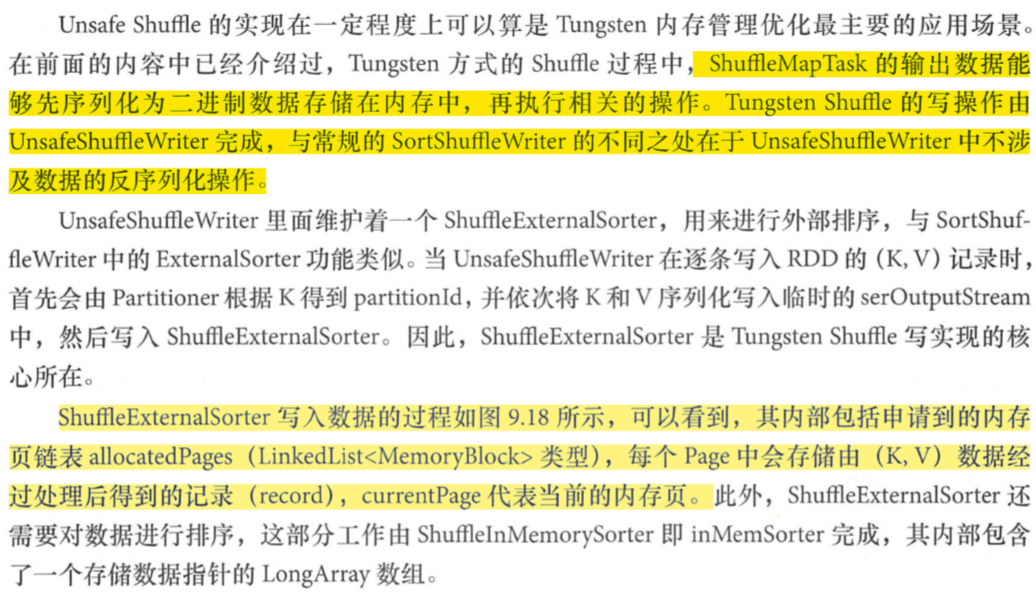 Unsafe Shuffle 的实现在一定程度上可以算是 Tungsten 内存管理优化最主要的应用场景。
在前面的内容中已经介绍过，Tungsten 方式的 Shuffle 过程中，ShuffleMapTask 的输出数据能
够先序列化为二进制数据存储在内存中，再执行相关的操作。Tungsten Shuffle 的写操作由
UnsafeShuffleWriter 完成，与常规的 SortShuffleWriter 的不同之处在于 UnsafeShuffleWriter 中不涉
及数据的反序列化操作。
UnsafeShuffleWriter 里面维护着一个 ShuffleExternalSorter，用来进行外部排序，与 SortShuf-
fleWriter 中的 ExternalSorter 功能类似。当 UnsafeShuffleWriter 在逐条写入 RDD 的（K, V）记录时，
首先会由 Partitioner 根据 K 得到 partitionId，并依次将 K 和 V 序列化写入临时的 serOutputStream
中，然后写入 ShuffleExternalSorter。因此，ShuffleExternalSorter 是 Tungsten Shuffle 写实现的核
心所在。
ShuffleExternalSorter 写入数据的过程如图 9.18 所示，可以看到，其内部包括申请到的内存
页链表 allocatedPages（LinkedList<MemoryBlock> 类型），每个 Page 中会存储由（K, V）数据经
过处理后得到的记录（record），currentPage 代表当前的内存页。此外，ShuffleExternalSorter 还
需要对数据进行排序，这部分工作由 ShuffleInMemorySorter 即 inMemSorter 完成，其内部包含
了一个存储数据指针的 LongArray 数组。